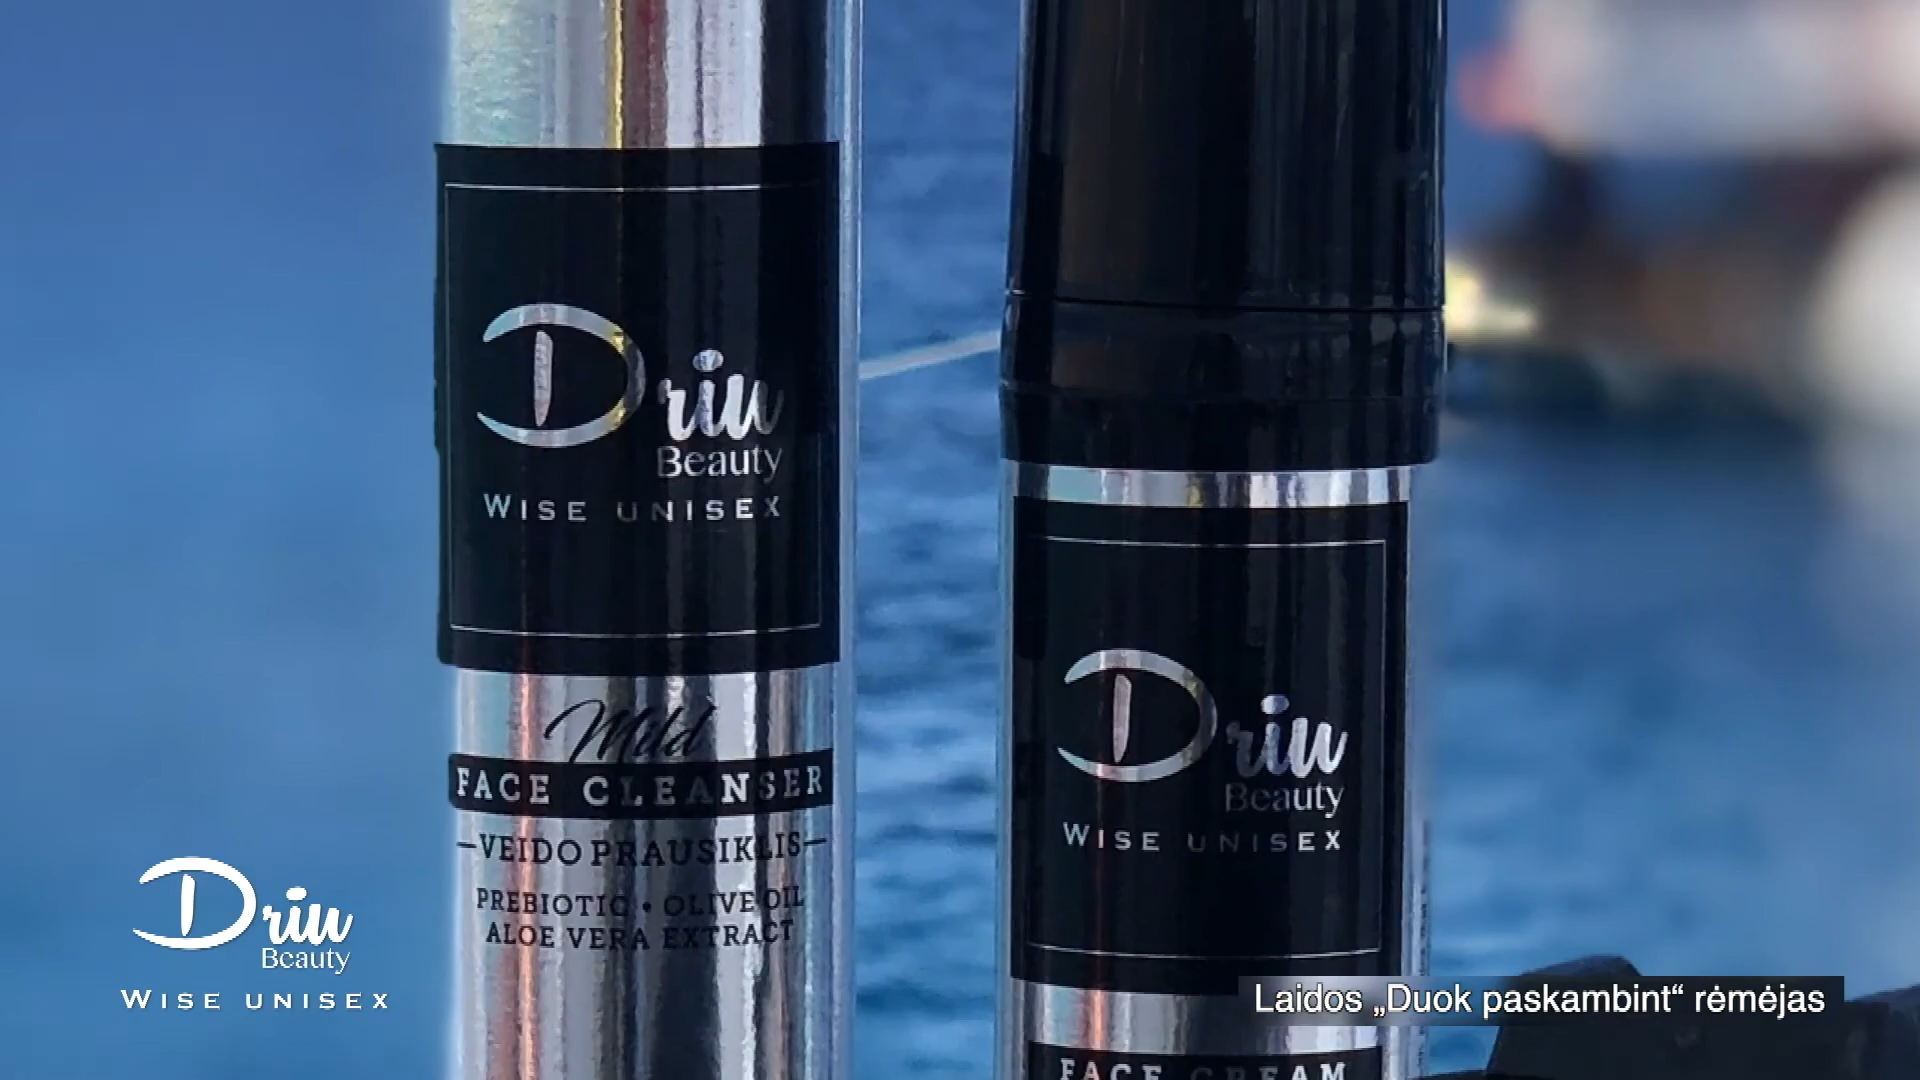 Driu
Beauty
WISE UNISEX
Mild
FACE CLEANSER
VEIDO PRAUSIKLIS
PREBIOTIC • OLIVE OIL
ALOE VERA EXTRACT
Driu
Beauty
WISE UNISEX
FACE CREAM
Driu
Beauty
WISE UNISEX
Laidos „Duok paskambint“ rėmėjas